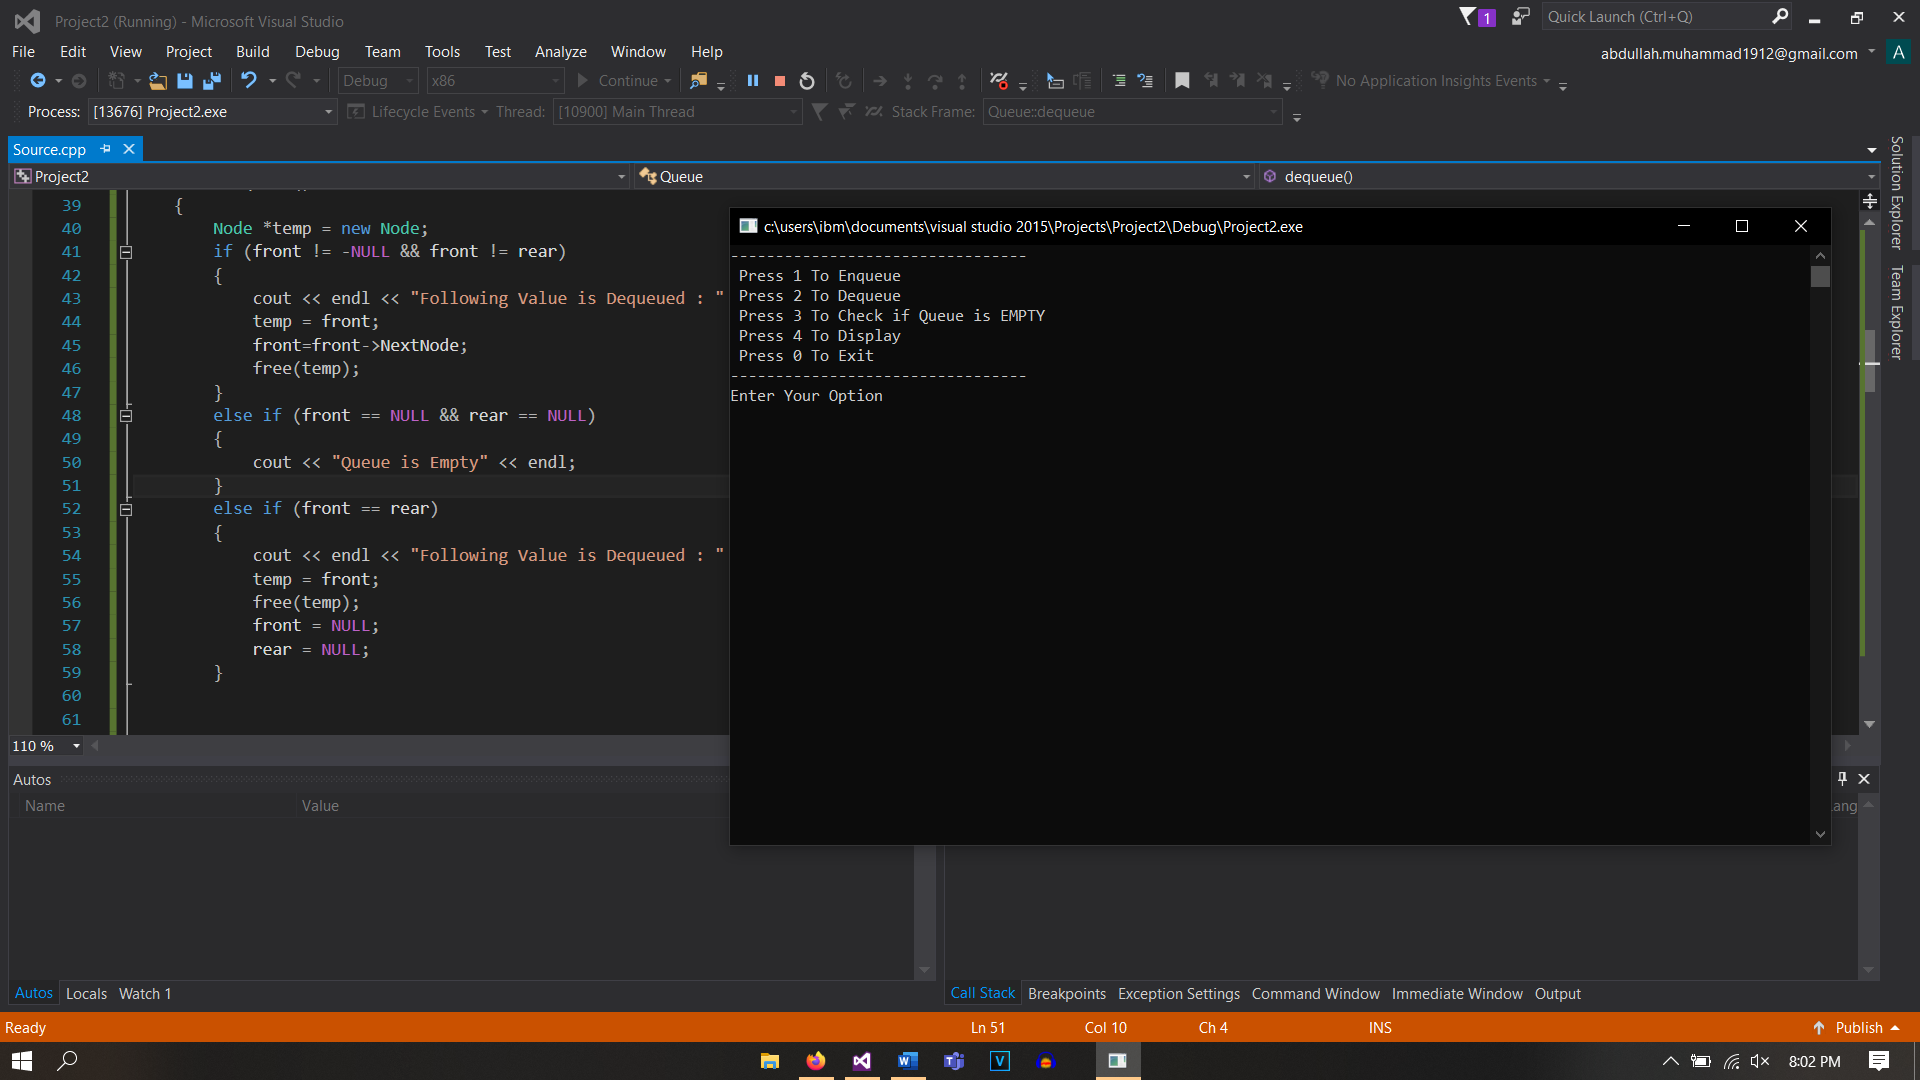 Project2 (Running) - Microsoft Visual Studio
1
Quick Launch (Ctrl+Q)
File Edit View Project Build Debug Team Tools Test Analyze Window Help
abdullah.muhammad1912@gmail.com A
Debug x86 Continue No Application Insights Events
Process: [13676] Project2.exe Lifecycle Events Thread: [10900] Main Thread Stack Frame: Queue::dequeue
Source.cpp
Project2 Queue dequeue()
Solution Explorer
Team Explorer
39 {
40 Node *temp = new Node;
41 if (front != -NULL && front != rear)
42 {
43 cout << endl << "Following Value is Dequeued : "
44 temp = front;
45 front=front->NextNode;
46 free(temp);
47 }
48 else if (front == NULL && rear == NULL)
49 {
50 cout << "Queue is Empty" << endl;
51 }
52 else if (front == rear)
53 {
54 cout << endl << "Following Value is Dequeued : "
55 temp = front;
56 free(temp);
57 front = NULL;
58 rear = NULL;
59 }
60
61
110 %
c:\users\ibm\documents\visual studio 2015\Projects\Project2\Debug\Project2.exe
---------------------------------
Press 1 To Enqueue
Press 2 To Dequeue
Press 3 To Check if Queue is EMPTY
Press 4 To Display
Press 0 To Exit
---------------------------------
Enter Your Option
Autos
Name Value
Autos Locals Watch 1
Call Stack Breakpoints Exception Settings Command Window Immediate Window Output
Ready Ln 51 Col 10 Ch 4 INS Publish
8:02 PM